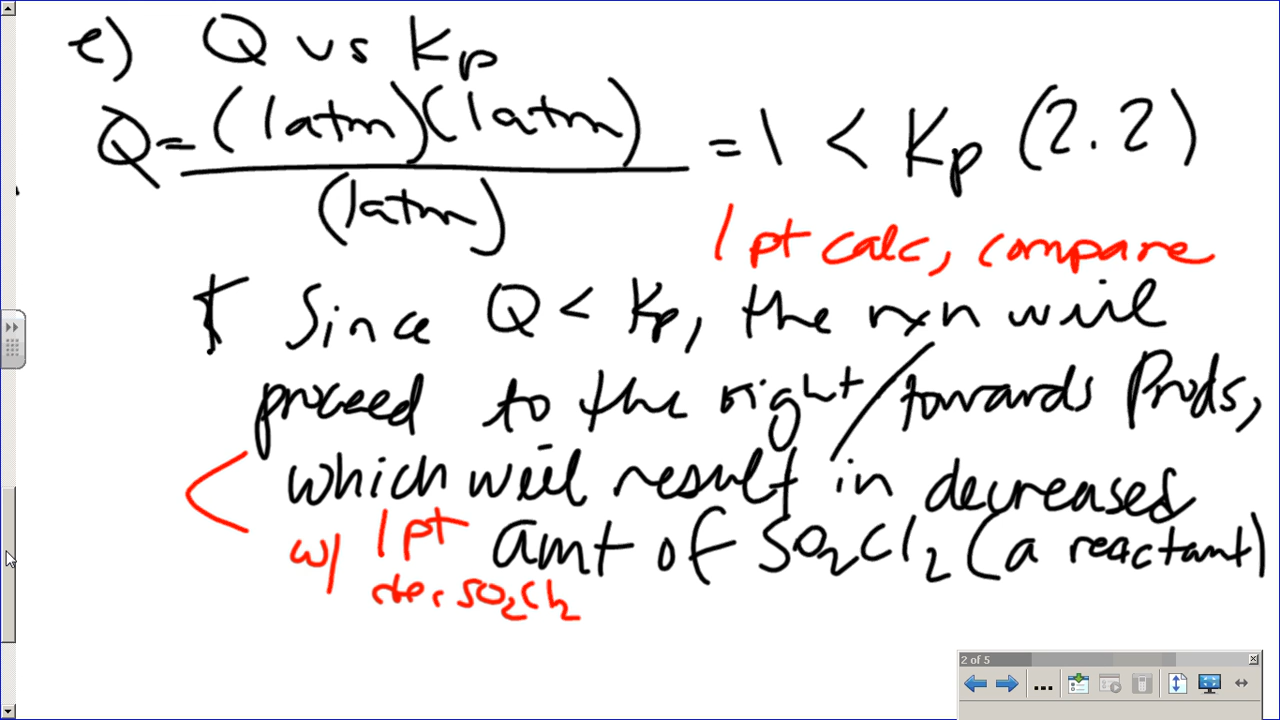 e) Q vs Kp
Q = (1atm)(1atm) / (1atm) = 1 < Kp (2.2)
1 pt calc, compare
Since Q < Kp, the rxn will
proceed to the right/towards Prods,
which will result in decreased
amt of SO2Cl2 (a reactant)
w/ 1 pt
SO2Cl2
2 of 5